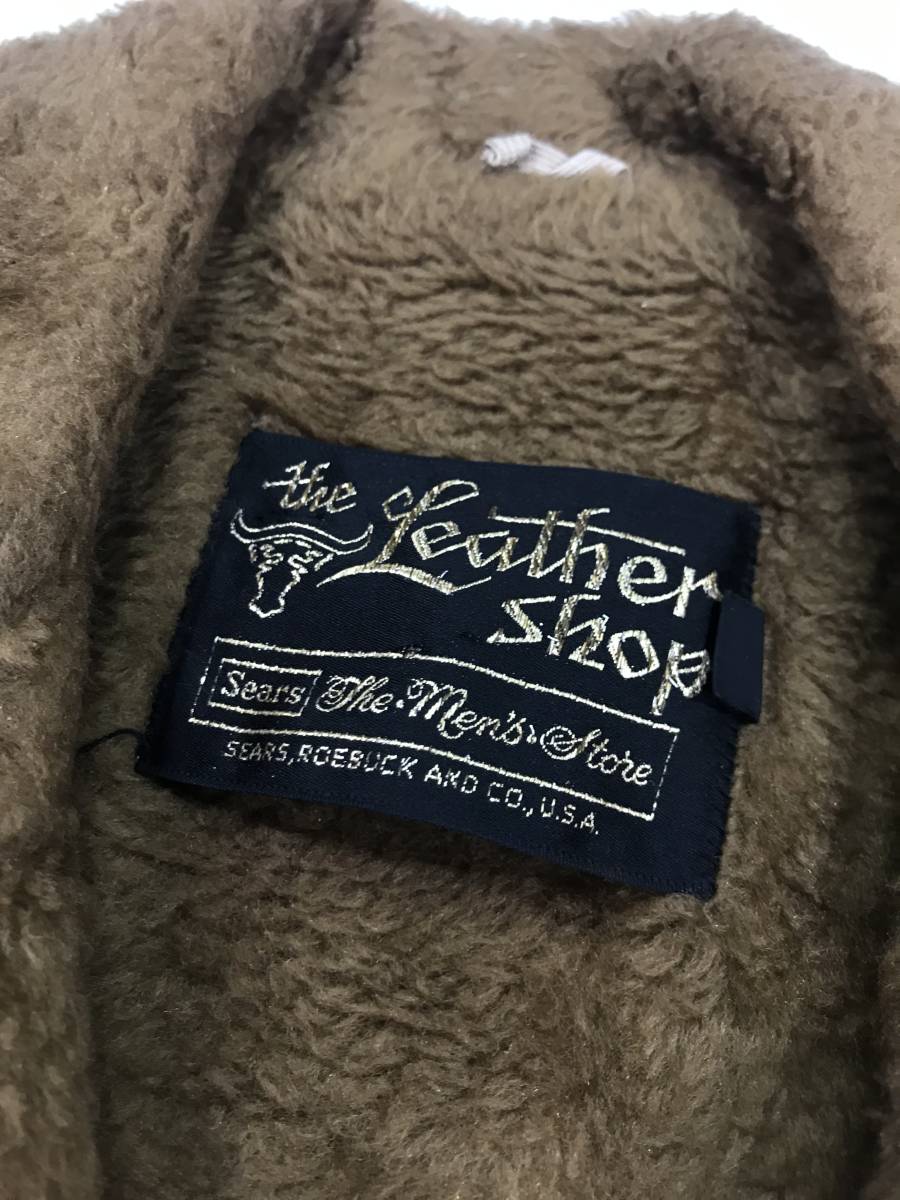 the Leather
shop
Sears The Men's Store
SEARS, ROEBUCK AND CO., U.S.A.